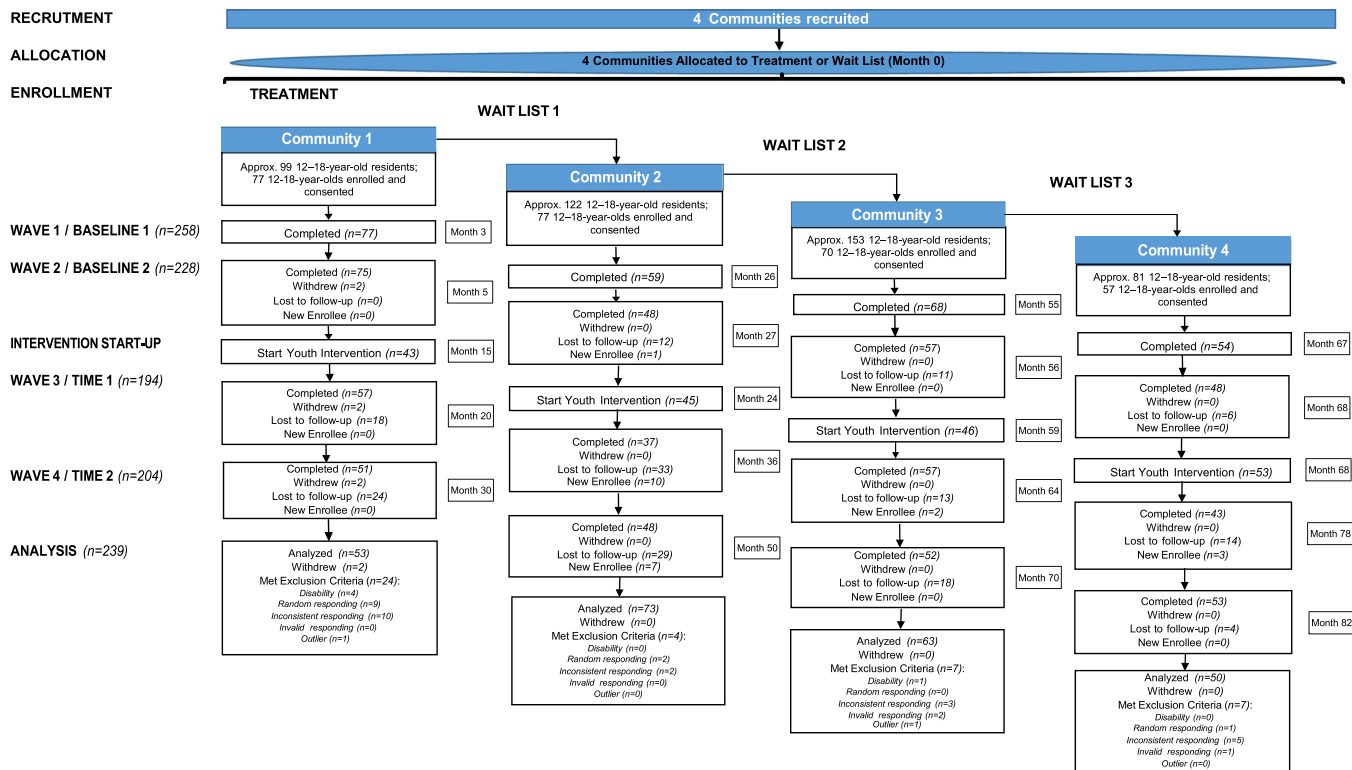 RECRUITMENT
4 Communities recruited
ALLOCATION
4 Communities Allocated to Treatment or Wait List (Month 0)
ENROLLMENT
TREATMENT
WAIT LIST 1
WAIT LIST 2
WAIT LIST 3
WAVE 1 / BASELINE 1 (n=258)
WAVE 2 / BASELINE 2 (n=228)
INTERVENTION START-UP
WAVE 3 / TIME 1 (n=194)
WAVE 4 / TIME 2 (n=204)
ANALYSIS (n=239)
Community 1
Approx. 99 12–18-year-old residents;
77 12-18-year-olds enrolled and
consented
Completed (n=77)
Month 3
Completed (n=75)
Withdrew (n=2)
Lost to follow-up (n=0)
New Enrollee (n=0)
Month 5
Start Youth Intervention (n=43)
Month 15
Completed (n=57)
Withdrew (n=2)
Lost to follow-up (n=18)
New Enrollee (n=0)
Month 20
Completed (n=51)
Withdrew (n=2)
Lost to follow-up (n=24)
New Enrollee (n=0)
Month 30
Analyzed (n=53)
Withdrew (n=2)
Met Exclusion Criteria (n=24):
Disability (n=4)
Random responding (n=9)
Inconsistent responding (n=10)
Invalid responding (n=0)
Outlier (n=1)
Community 2
Approx. 122 12–18-year-old residents;
77 12–18-year-olds enrolled and
consented
Completed (n=59)
Month 26
Completed (n=48)
Withdrew (n=0)
Lost to follow-up (n=12)
New Enrollee (n=1)
Month 27
Start Youth Intervention (n=45)
Month 24
Completed (n=37)
Withdrew (n=0)
Lost to follow-up (n=33)
New Enrollee (n=10)
Month 36
Completed (n=48)
Withdrew (n=0)
Lost to follow-up (n=29)
New Enrollee (n=7)
Month 50
Analyzed (n=73)
Withdrew (n=0)
Met Exclusion Criteria (n=4):
Disability (n=0)
Random responding (n=2)
Inconsistent responding (n=2)
Invalid responding (n=0)
Outlier (n=0)
Community 3
Approx. 153 12–18-year-old residents;
70 12–18-year-olds enrolled and
consented
Completed (n=68)
Month 55
Completed (n=57)
Withdrew (n=0)
Lost to follow-up (n=11)
New Enrollee (n=0)
Month 56
Start Youth Intervention (n=46)
Month 59
Completed (n=57)
Withdrew (n=0)
Lost to follow-up (n=13)
New Enrollee (n=2)
Month 64
Completed (n=52)
Withdrew (n=0)
Lost to follow-up (n=18)
New Enrollee (n=0)
Month 70
Analyzed (n=63)
Withdrew (n=0)
Met Exclusion Criteria (n=7):
Disability (n=1)
Random responding (n=0)
Inconsistent responding (n=3)
Invalid responding (n=2)
Outlier (n=1)
Community 4
Approx. 81 12–18-year-old residents;
57 12–18-year-olds enrolled and
consented
Completed (n=54)
Month 67
Completed (n=48)
Withdrew (n=0)
Lost to follow-up (n=6)
New Enrollee (n=0)
Month 68
Start Youth Intervention (n=53)
Month 68
Completed (n=43)
Withdrew (n=0)
Lost to follow-up (n=14)
New Enrollee (n=3)
Month 78
Completed (n=53)
Withdrew (n=0)
Lost to follow-up (n=4)
New Enrollee (n=0)
Month 82
Analyzed (n=50)
Withdrew (n=0)
Met Exclusion Criteria (n=7):
Disability (n=0)
Random responding (n=1)
Inconsistent responding (n=5)
Invalid responding (n=1)
Outlier (n=0)